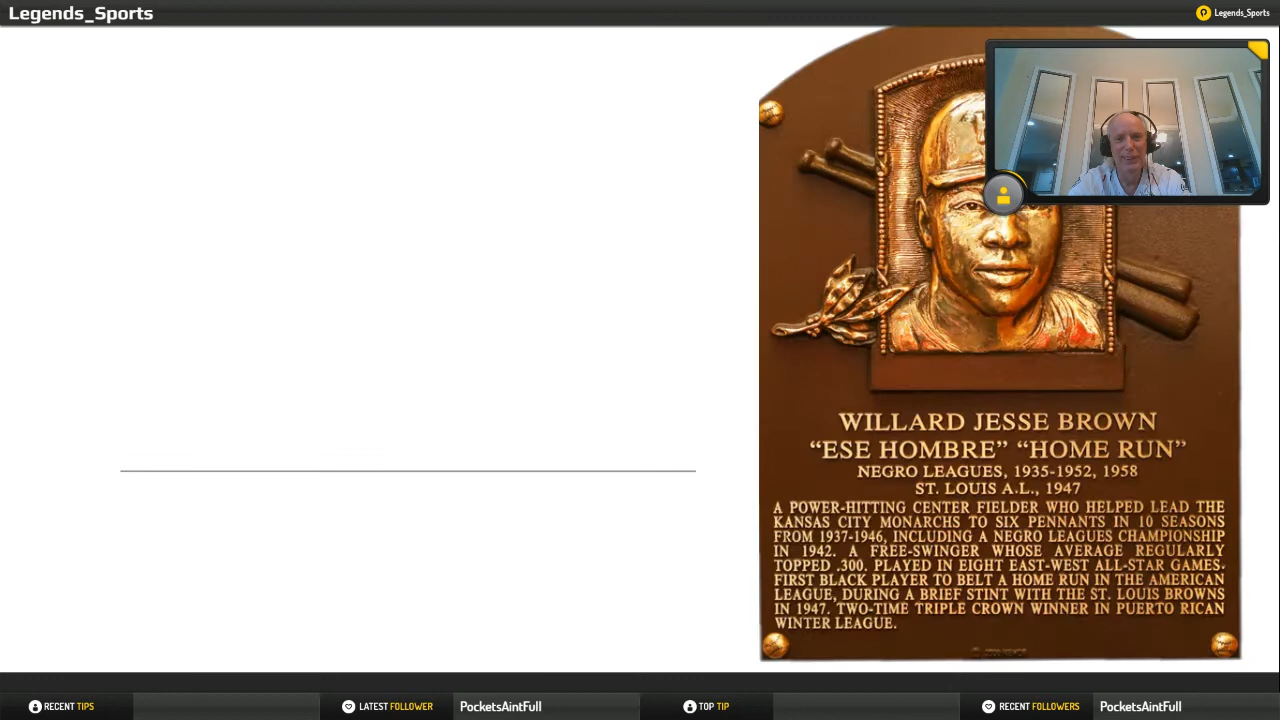 Legends_Sports
Legends_Sports
WILLARD JESSE BROWN
“ESE HOMBRE” “HOME RUN”
NEGRO LEAGUES, 1935-1952, 1958
ST. LOUIS A.L., 1947
A POWER-HITTING CENTER FIELDER WHO HELPED LEAD THE
KANSAS CITY MONARCHS TO SIX PENNANTS IN 10 SEASONS
FROM 1937-1946, INCLUDING A NEGRO LEAGUES CHAMPIONSHIP
IN 1942. A FREE-SWINGER WHOSE AVERAGE REGULARLY
TOPPED .300. PLAYED IN EIGHT EAST-WEST ALL-STAR GAMES.
FIRST BLACK PLAYER TO BELT A HOME RUN IN THE AMERICAN
LEAGUE, DURING A BRIEF STINT WITH THE ST. LOUIS BROWNS
IN 1947. TWO-TIME TRIPLE CROWN WINNER IN PUERTO RICAN
WINTER LEAGUE.
RECENT TIPS
LATEST FOLLOWER
PocketsAintFull
TOP TIP
RECENT FOLLOWERS
PocketsAintFull